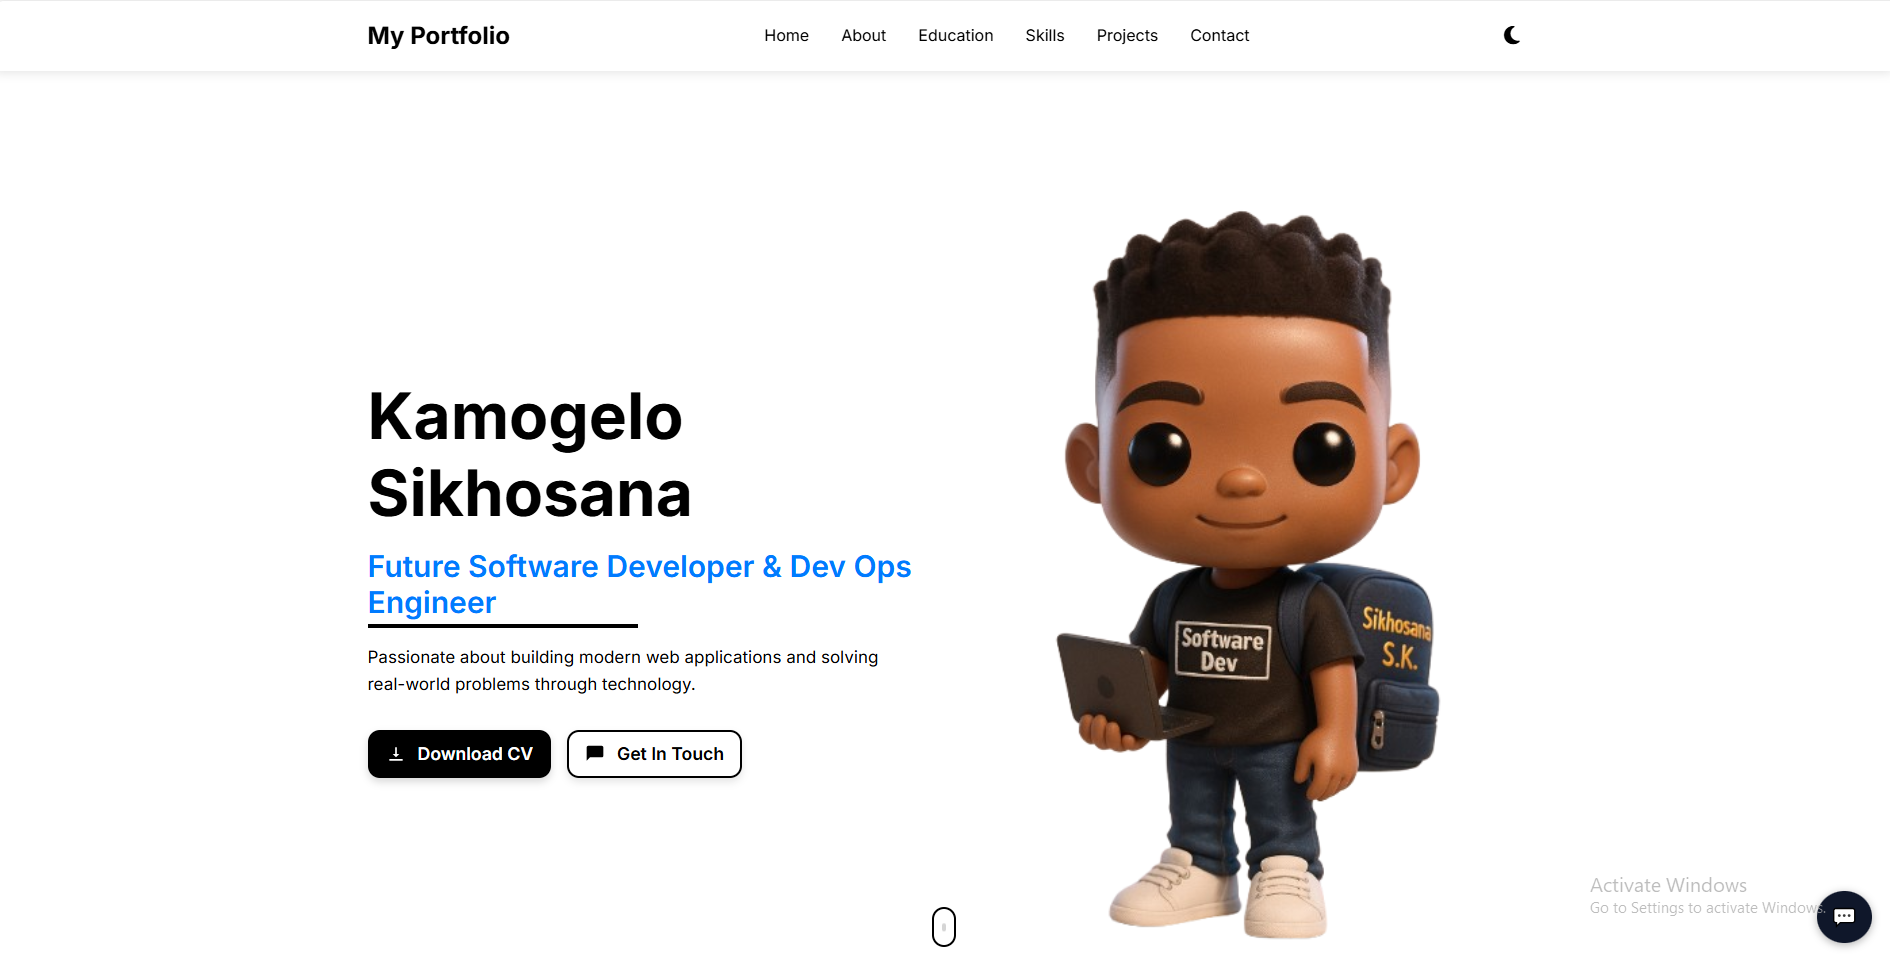 My Portfolio
Home About Education Skills Projects Contact
Kamogelo
Sikhosana
Future Software Developer & Dev Ops
Engineer
Passionate about building modern web applications and solving
real-world problems through technology.
Download CV
Get In Touch
Software
Dev
Sikhosana
S.K.
Activate Windows
Go to Settings to activate Windows.